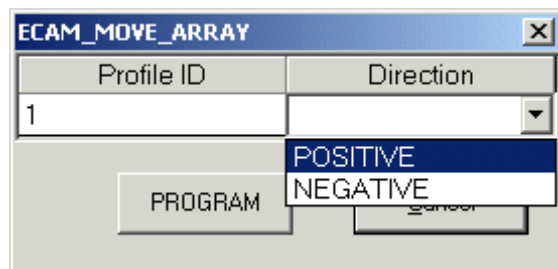 ECAM_MOVE_ARRAY
Profile ID Direction
1
POSITIVE
NEGATIVE
PROGRAM